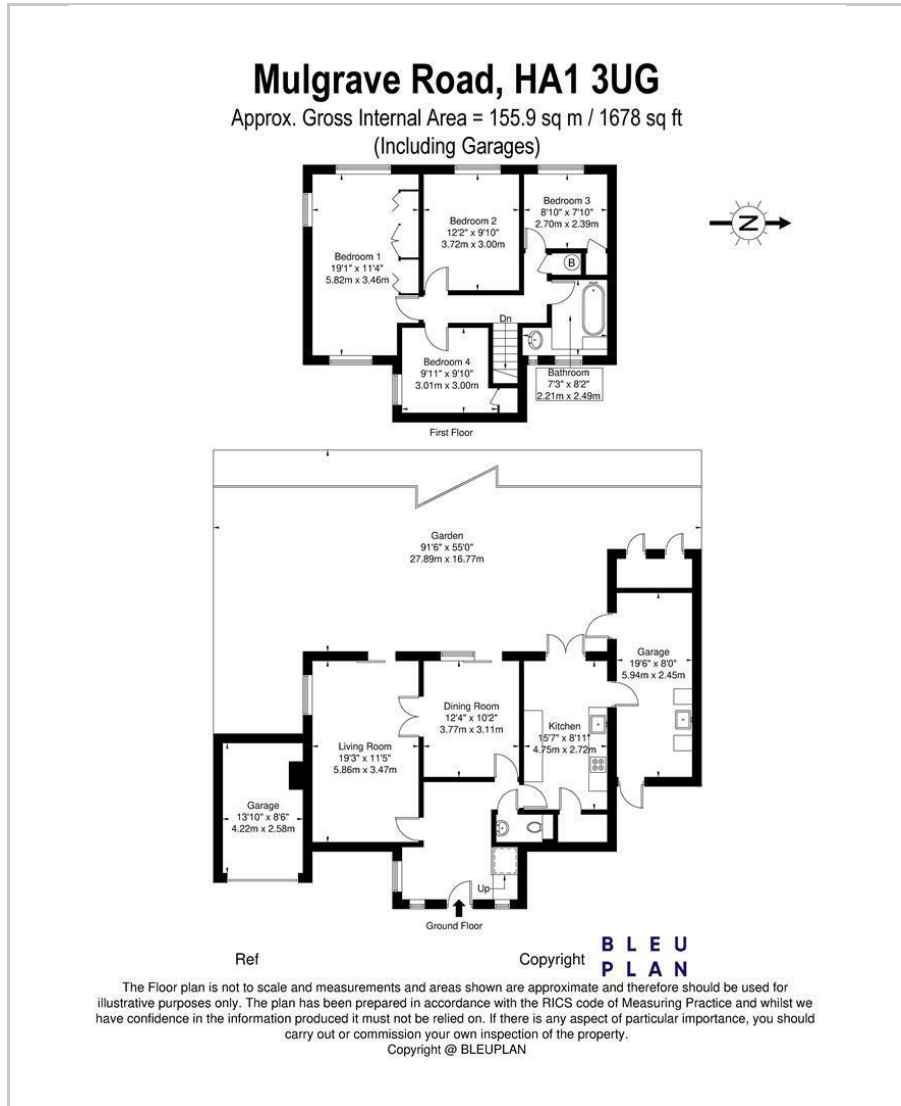 Mulgrave Road, HA1 3UG
Approx. Gross Internal Area = 155.9 sq m / 1678 sq ft
(Including Garages)
Bedroom 1
19'1" x 11'4"
5.82m x 3.46m
Bedroom 2
12'2" x 9'10"
3.72m x 3.00m
Bedroom 3
8'10" x 7'10"
2.70m x 2.39m
B
N
Dn
Bedroom 4
9'11" x 9'10"
3.01m x 3.00m
Bathroom
7'3" x 8'2"
2.21m x 2.49m
First Floor
Garden
91'6" x 55'0"
27.89m x 16.77m
Garage
19'6" x 8'0"
5.94m x 2.45m
Dining Room
12'4" x 10'2"
3.77m x 3.11m
Kitchen
15'7" x 8'11"
4.75m x 2.72m
Living Room
19'3" x 11'5"
5.86m x 3.47m
Garage
13'10" x 8'6"
4.22m x 2.58m
Up
Ground Floor
Ref
Copyright
BLEU
PLAN
The Floor plan is not to scale and measurements and areas shown are approximate and therefore should be used for
illustrative purposes only. The plan has been prepared in accordance with the RICS code of Measuring Practice and whilst we
have confidence in the information produced it must not be relied on. If there is any aspect of particular importance, you should
carry out or commission your own inspection of the property.
Copyright @ BLEUPLAN